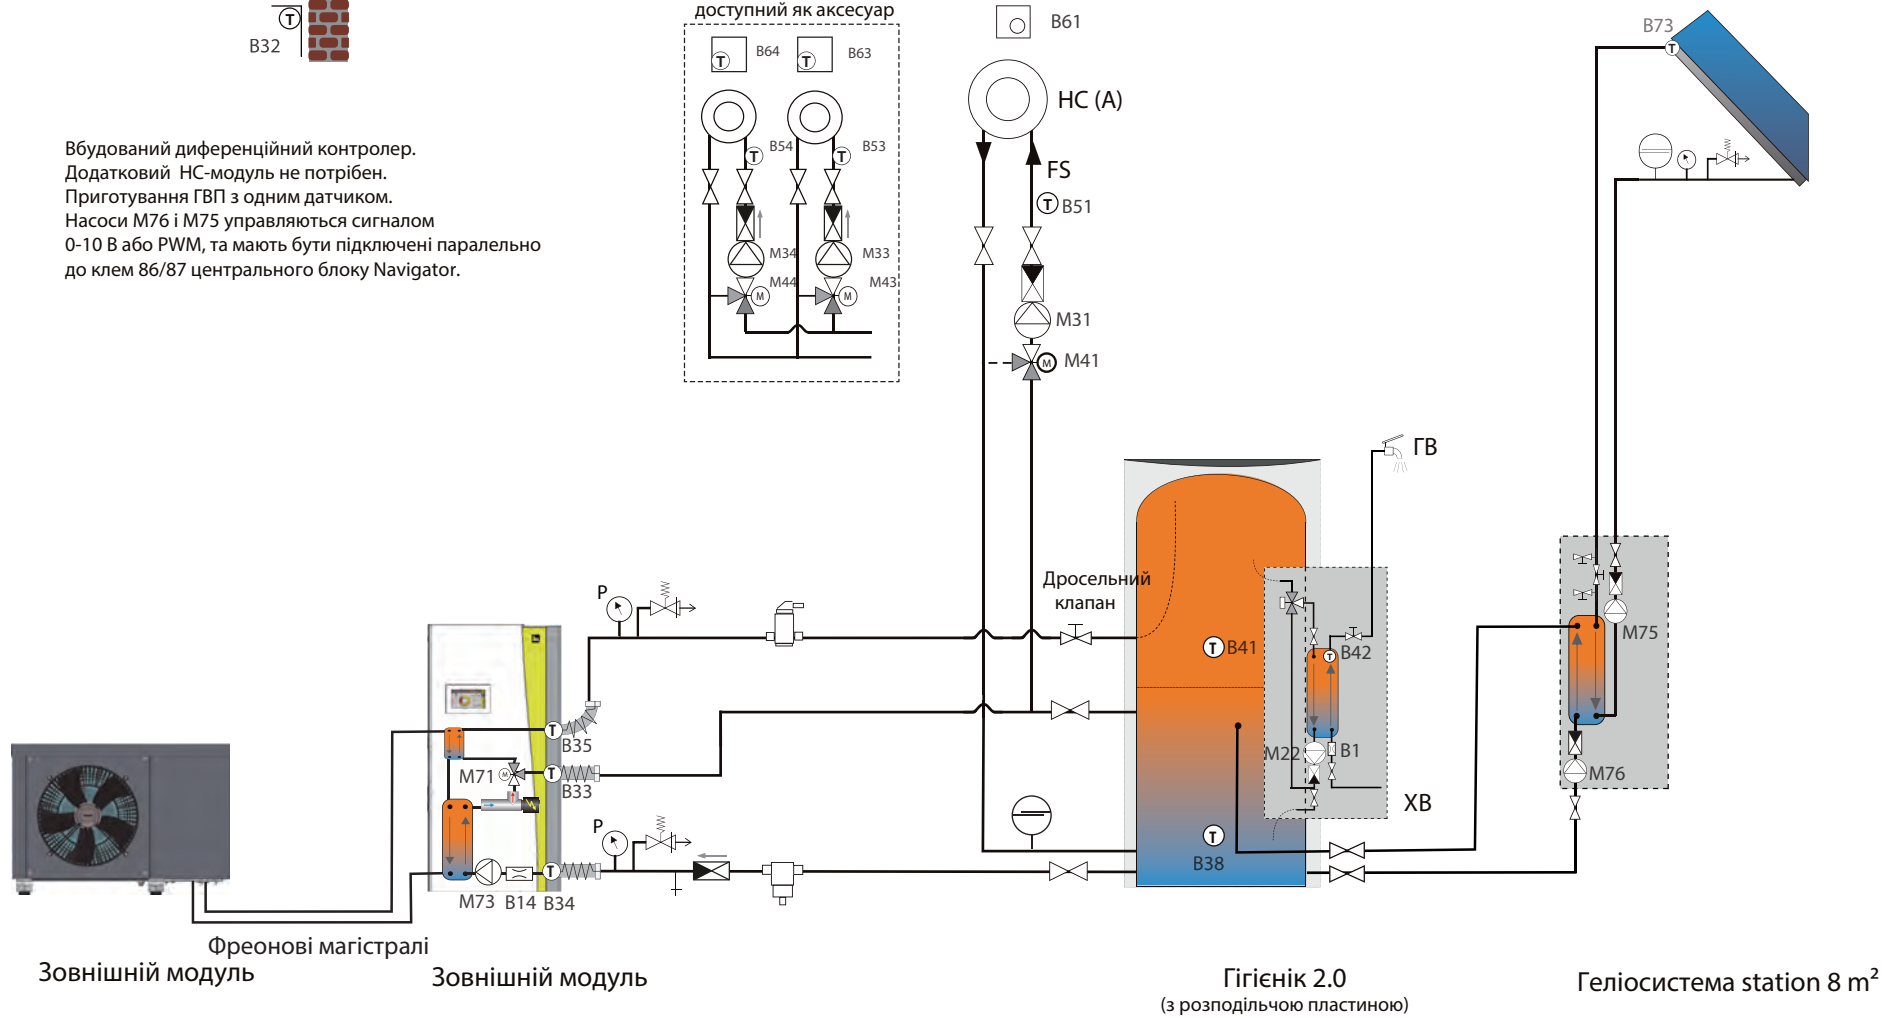 доступний як аксесуар
T
B32
B64
T
B63
T
B61
HC (A)
B73
T
Вбудований диференційний контролер.
Додатковий НС-модуль не потрібен.
Приготування ГВП з одним датчиком.
Насоси M76 і M75 управляються сигналом
0-10 В або PWM, та мають бути підключені паралельно
до клем 86/87 центрального блоку Navigator.
T
B54
T
B53
FS
T
B51
M34
M33
M44
M
M43
M
M31
M
M41
ГВ
Дросельний
клапан
P
T
B41
T
B42
M75
T
B35
M71
M
T
B33
M22
B1
M76
ХВ
P
T
B38
M73
B14
T
B34
Фреонові магістралі
Зовнішній модуль
Зовнішній модуль
Гігієнік 2.0
(з розподільчою пластиною)
Геліосистема station 8 m²